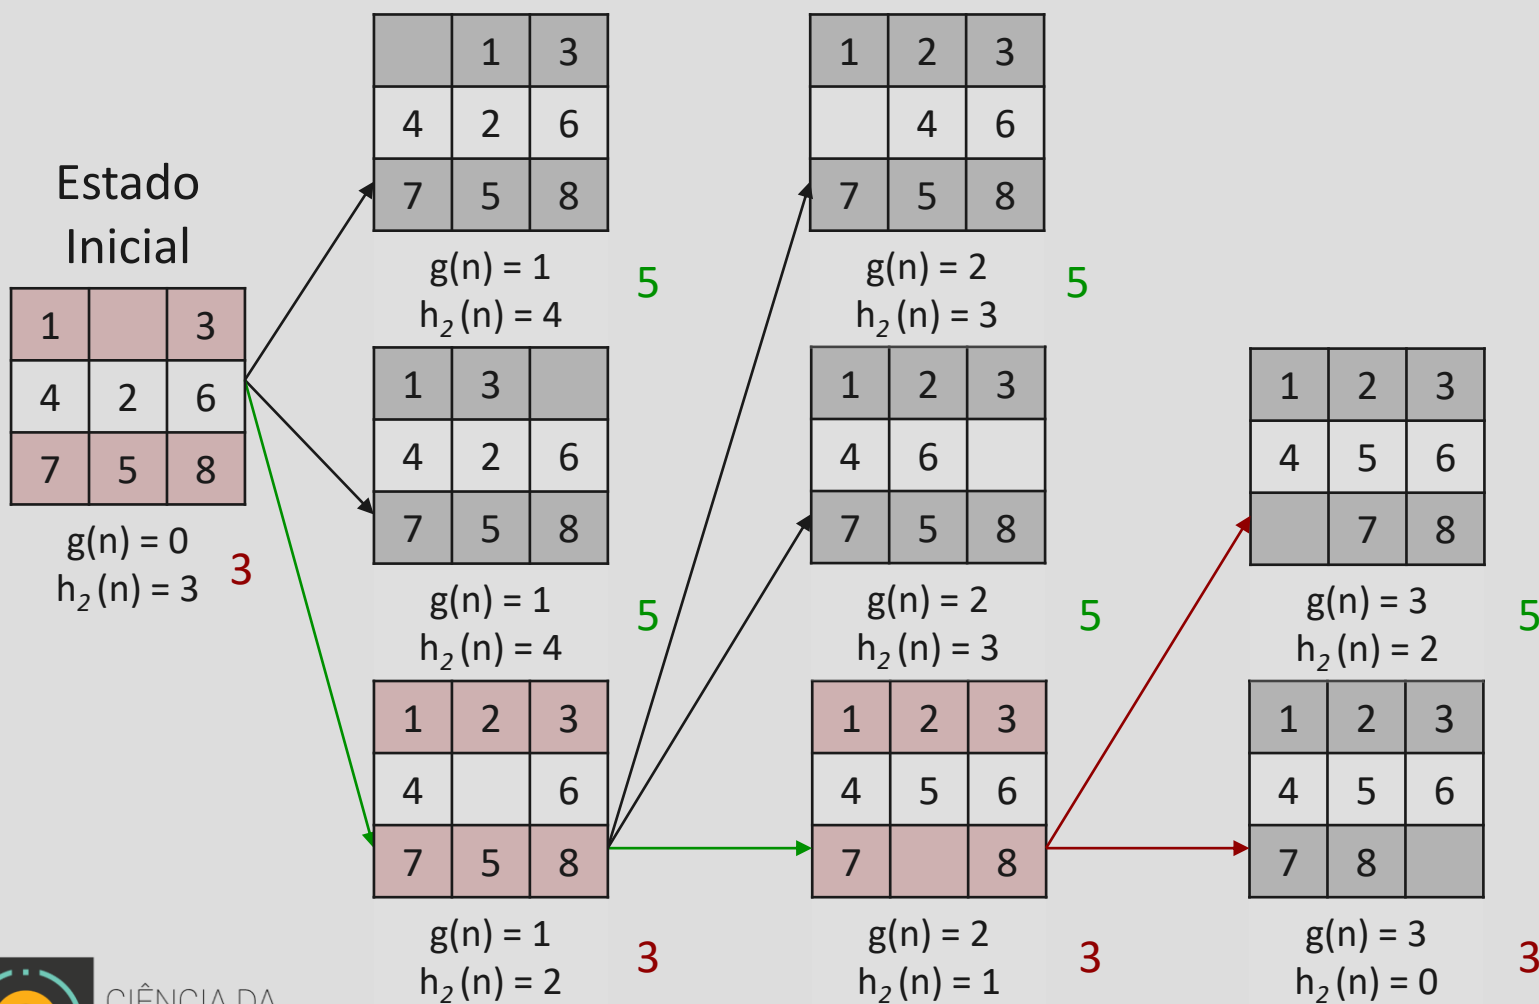 Estado
Inicial
1 3
4 2 6
7 5 8
g(n) = 0
h2 (n) = 3
3
1 3
4 2 6
7 5 8
g(n) = 1
h2 (n) = 4
5
1 3
4 2 6
7 5 8
g(n) = 1
h2 (n) = 4
5
1 2 3
4 6
7 5 8
g(n) = 1
h2 (n) = 2
3
1 2 3
4 6
7 5 8
g(n) = 2
h2 (n) = 3
5
1 2 3
4 6
7 5 8
g(n) = 2
h2 (n) = 3
5
1 2 3
4 5 6
7 8
g(n) = 2
h2 (n) = 1
3
1 2 3
4 5 6
7 8
g(n) = 3
h2 (n) = 2
5
1 2 3
4 5 6
7 8
g(n) = 3
h2 (n) = 0
3
CIÊNCIA DA